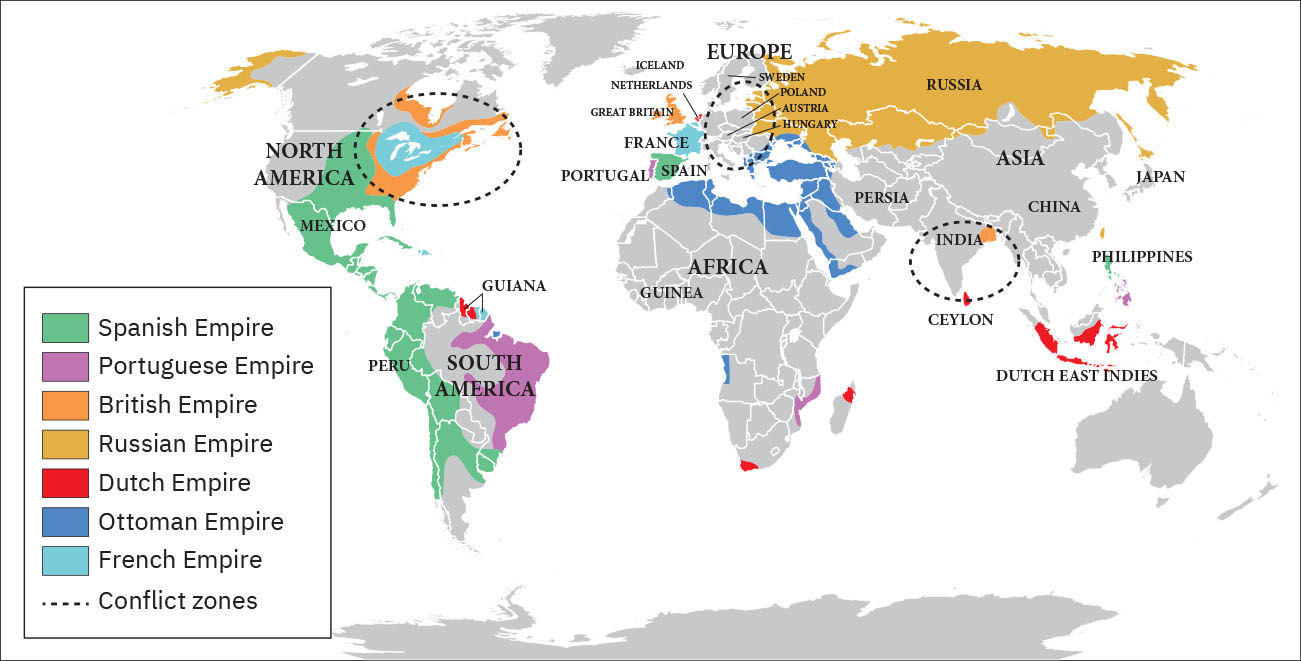 EUROPE
ICELAND
SWEDEN
NETHERLANDS
POLAND
RUSSIA
GREAT BRITAIN
AUSTRIA
HUNGARY
FRANCE
NORTH
AMERICA
ASIA
PORTUGAL
SPAIN
JAPAN
PERSIA
CHINA
MEXICO
INDIA
PHILIPPINES
AFRICA
GUIANA
GUINEA
CEYLON
PERU
SOUTH
AMERICA
DUTCH EAST INDIES
Spanish Empire
Portuguese Empire
British Empire
Russian Empire
Dutch Empire
Ottoman Empire
French Empire
Conflict zones